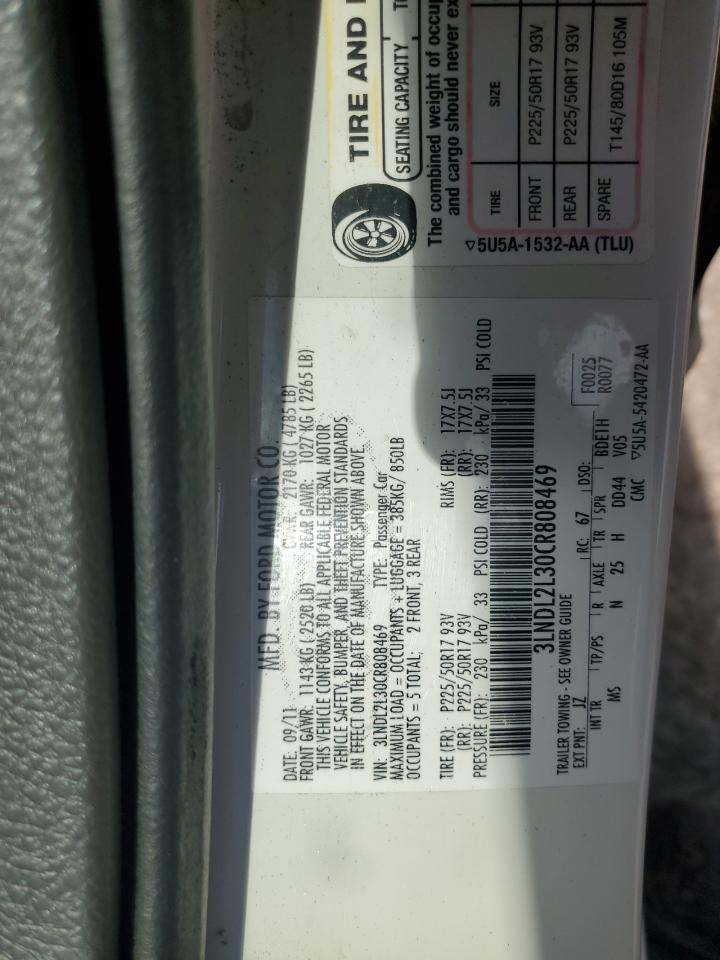 MFD. BY FORD MOTOR CO.
DATE: 09/11 GVWR: 2170 KG ( 4785 LB)
FRONT GAWR: 1143 KG ( 2520 LB) REAR GAWR: 1027 KG ( 2265 LB)
THIS VEHICLE CONFORMS TO ALL APPLICABLE FEDERAL MOTOR
VEHICLE SAFETY, BUMPER, AND THEFT PREVENTION STANDARDS
IN EFFECT ON THE DATE OF MANUFACTURE SHOWN ABOVE.
VIN: 3LNDL2L30CR808469 TYPE: Passenger Car
MAXIMUM LOAD = OCCUPANTS + LUGGAGE = 385KG/ 850LB
OCCUPANTS = 5 TOTAL: 2 FRONT, 3 REAR
TIRE (FR): P225/50R17 93V RIMS (FR): 17X7.5J
(RR): P225/50R17 93V (RR): 17X7.5J
PRESSURE (FR): 230 kPa/ 33 PSI COLD (RR): 230 kPa/ 33 PSI COLD
3LNDL2L30CR808469
TRAILER TOWING - SEE OWNER GUIDE
EXT PNT: JZ RC: 67 DSO:
F0025
R0077
INT TR TP/PS R AXLE TR SPR BDEIH
MS N 25 H DD44 V05
CMC ▽5U5A-5420472-AA
TIRE AND
SEATING CAPACITY
The combined weight of occup
and cargo should never ex
TIRE SIZE
FRONT P225/50R17 93V
REAR P225/50R17 93V
SPARE T145/80D16 105M
▽5U5A-1532-AA (TLU)